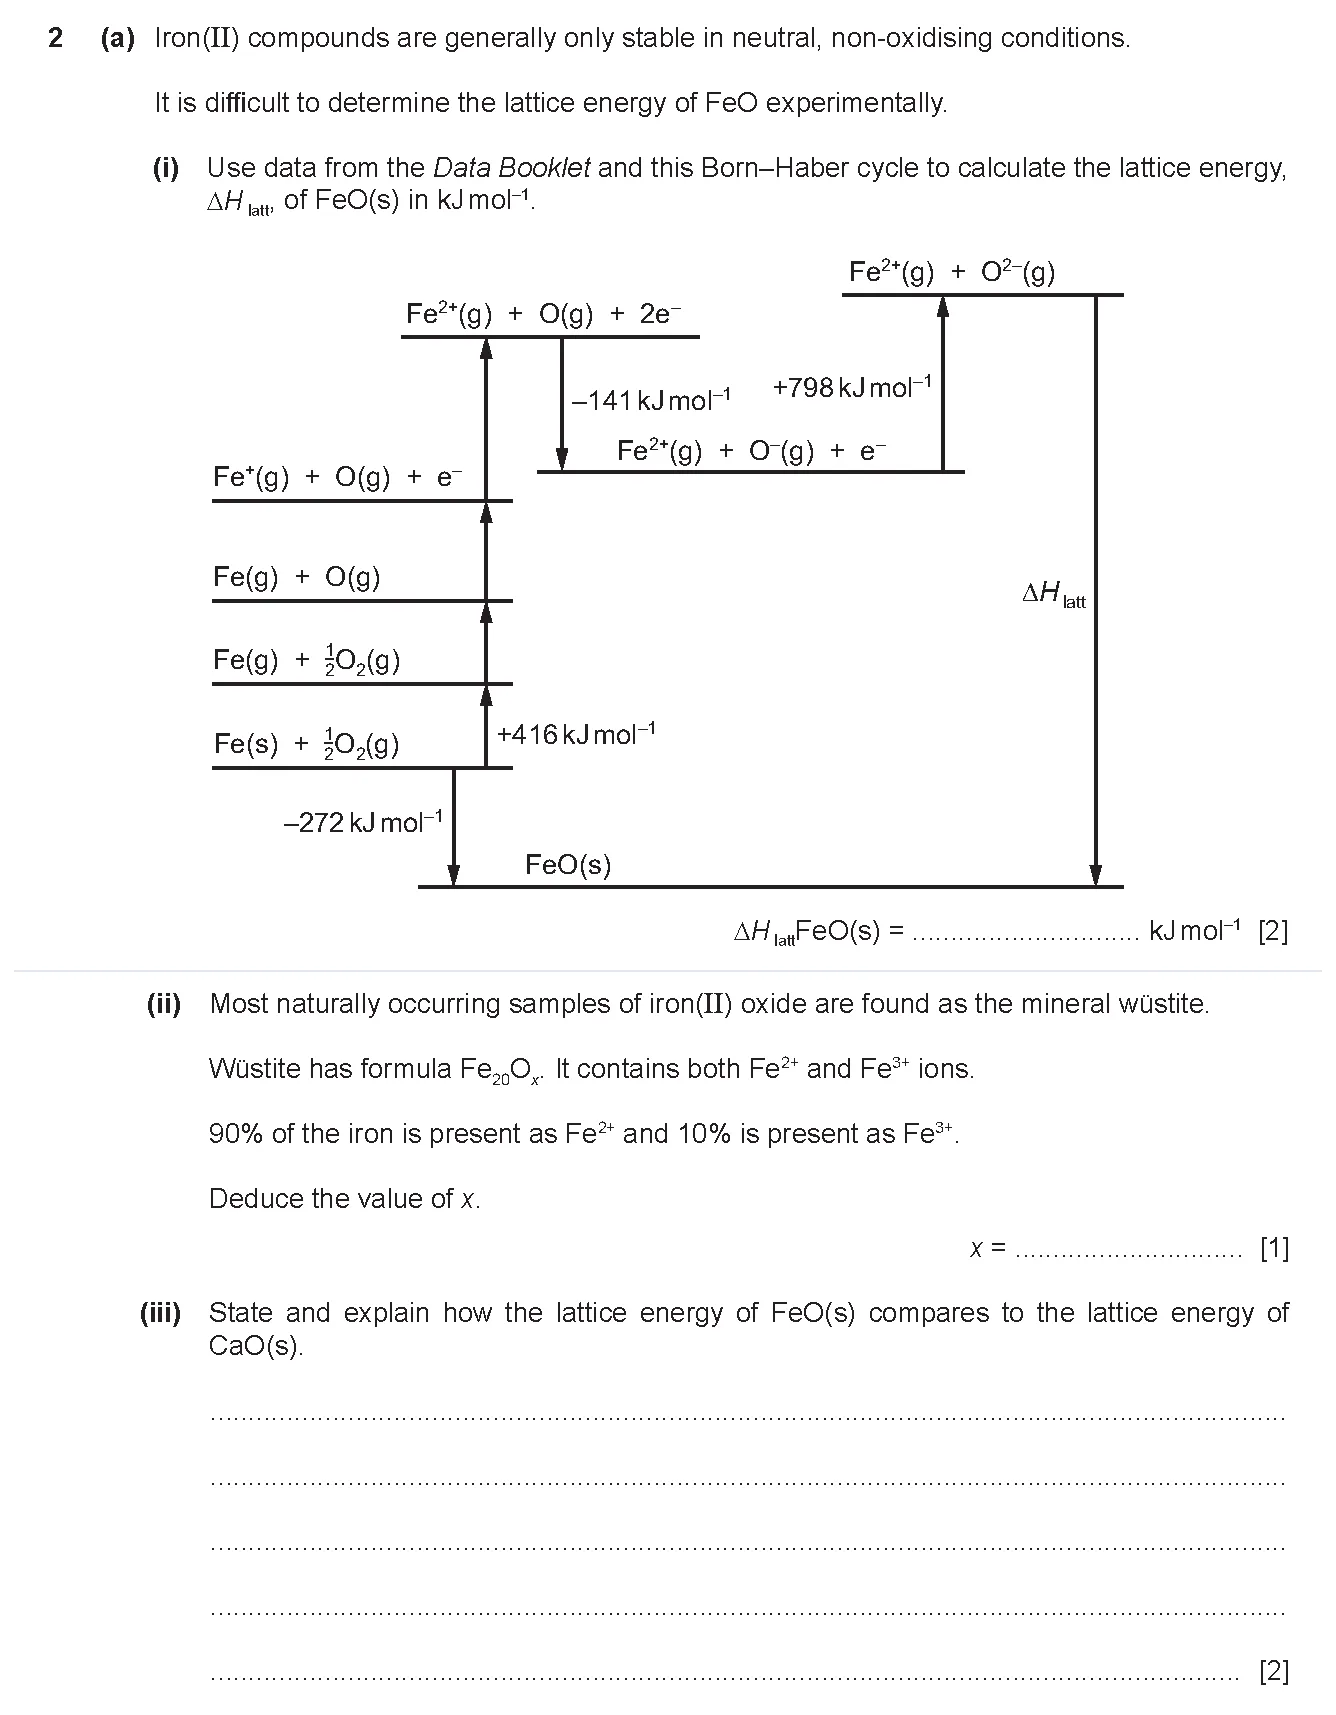 2 (a) Iron(II) compounds are generally only stable in neutral, non-oxidising conditions.
It is difficult to determine the lattice energy of FeO experimentally.
(i) Use data from the Data Booklet and this Born–Haber cycle to calculate the lattice energy,
ΔH latt, of FeO(s) in kJ mol⁻¹.
Fe²⁺(g) + O²⁻(g)
Fe²⁺(g) + O(g) + 2e⁻
–141 kJ mol⁻¹
+798 kJ mol⁻¹
Fe²⁺(g) + O⁻(g) + e⁻
Fe⁺(g) + O(g) + e⁻
Fe(g) + O(g)
ΔH latt
Fe(g) + ½O₂(g)
Fe(s) + ½O₂(g)
+416 kJ mol⁻¹
–272 kJ mol⁻¹
FeO(s)
ΔH latt FeO(s) = .............................. kJ mol⁻¹ [2]
(ii) Most naturally occurring samples of iron(II) oxide are found as the mineral wüstite.
Wüstite has formula Fe₂₀Oₓ. It contains both Fe²⁺ and Fe³⁺ ions.
90% of the iron is present as Fe²⁺ and 10% is present as Fe³⁺.
Deduce the value of x.
x = .............................. [1]
(iii) State and explain how the lattice energy of FeO(s) compares to the lattice energy of
CaO(s).
[2]